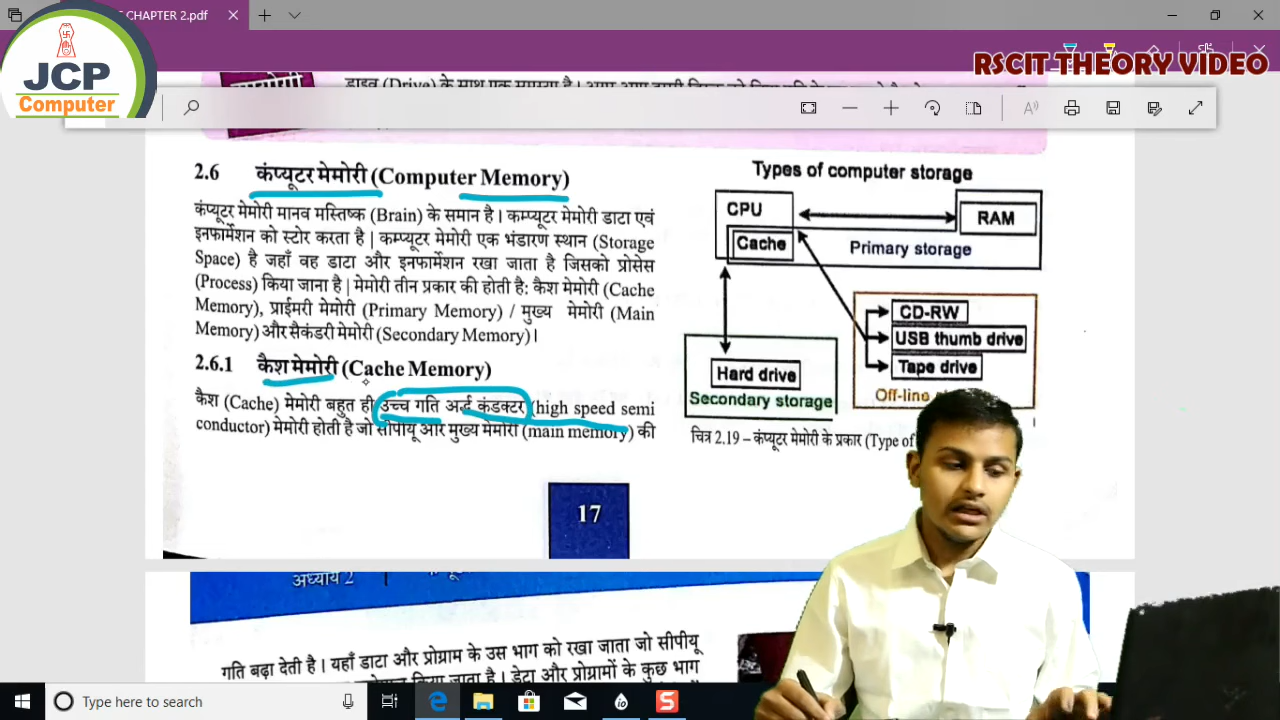 CHAPTER 2.pdf
JCP
Computer
RSCIT THEORY VIDEO
2.6 कंप्यूटर मेमोरी (Computer Memory)
कंप्यूटर मेमोरी मानव मस्तिष्क (Brain) के समान है। कम्प्यूटर मेमोरी डाटा एवं
इनफार्मेशन को स्टोर करता है | कम्प्यूटर मेमोरी एक भंडारण स्थान (Storage
Space) है जहाँ वह डाटा और इनफार्मेशन रखा जाता है जिसको प्रोसेस
(Process) किया जाना है | मेमोरी तीन प्रकार की होती है: कैश मेमोरी (Cache
Memory), प्राईमरी मेमोरी (Primary Memory) / मुख्य मेमोरी (Main
Memory) और सैकंडरी मेमोरी (Secondary Memory)।
2.6.1 कैश मेमोरी (Cache Memory)
कैश (Cache) मेमोरी बहुत ही उच्च गति अर्द्ध कंडक्टर (high speed semi
conductor) मेमोरी होती है जो सीपीयू और मुख्य मेमोरी (main memory) की
Types of computer storage
CPU
RAM
Cache
Primary storage
CD-RW
USB thumb drive
Tape drive
Hard drive
Secondary storage
Off-line
चित्र 2.19 – कंप्यूटर मेमोरी के प्रकार (Type of
17
अध्याय 2
गति बढ़ा देती है। यहाँ डाटा और प्रोग्राम के उस भाग को रखा जाता जो सीपीयू
किया जाता है। डेटा और प्रोग्रामों के कुछ भाग
Type here to search